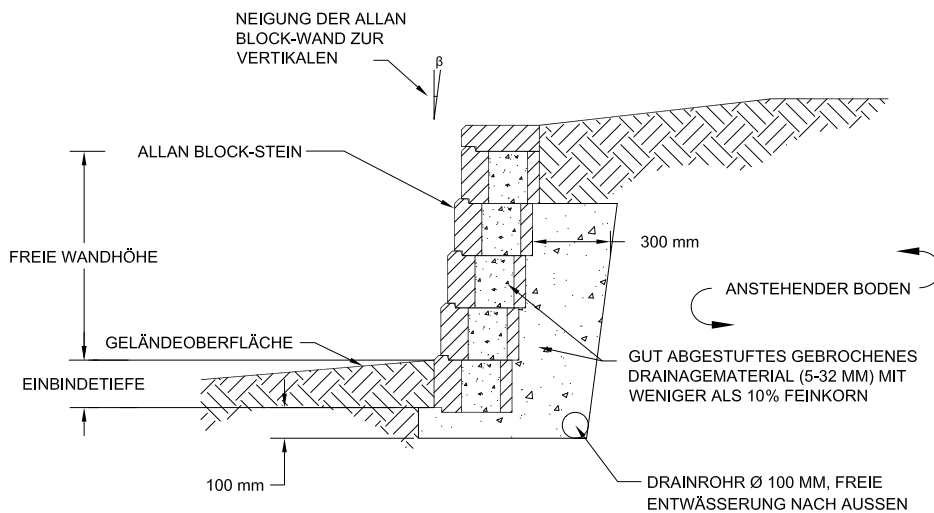 NEIGUNG DER ALLAN
BLOCK-WAND ZUR
VERTIKALEN
β
ALLAN BLOCK-STEIN
FREIE WANDHÖHE
300 mm
ANSTEHENDER BODEN
GELÄNDEOBERFLÄCHE
EINBINDETIEFE
GUT ABGESTUFTES GEBROCHENES
DRAINAGEMATERIAL (5-32 MM) MIT
WENIGER ALS 10% FEINKORN
100 mm
DRAINROHR Ø 100 MM, FREIE
ENTWÄSSERUNG NACH AUSSEN